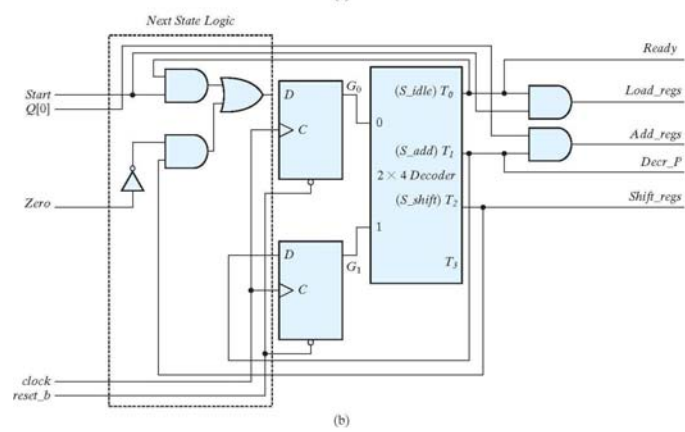 Next State Logic
Ready
Start
Q[0]
D
G₀
(S_idle) T₀
Load_regs
C
0
Add_regs
(S_add) T₁
Decr_P
2 × 4 Decoder
Zero
(S_shift) T₂
Shift_regs
1
D
G₁
T₃
C
clock
reset_b
(b)